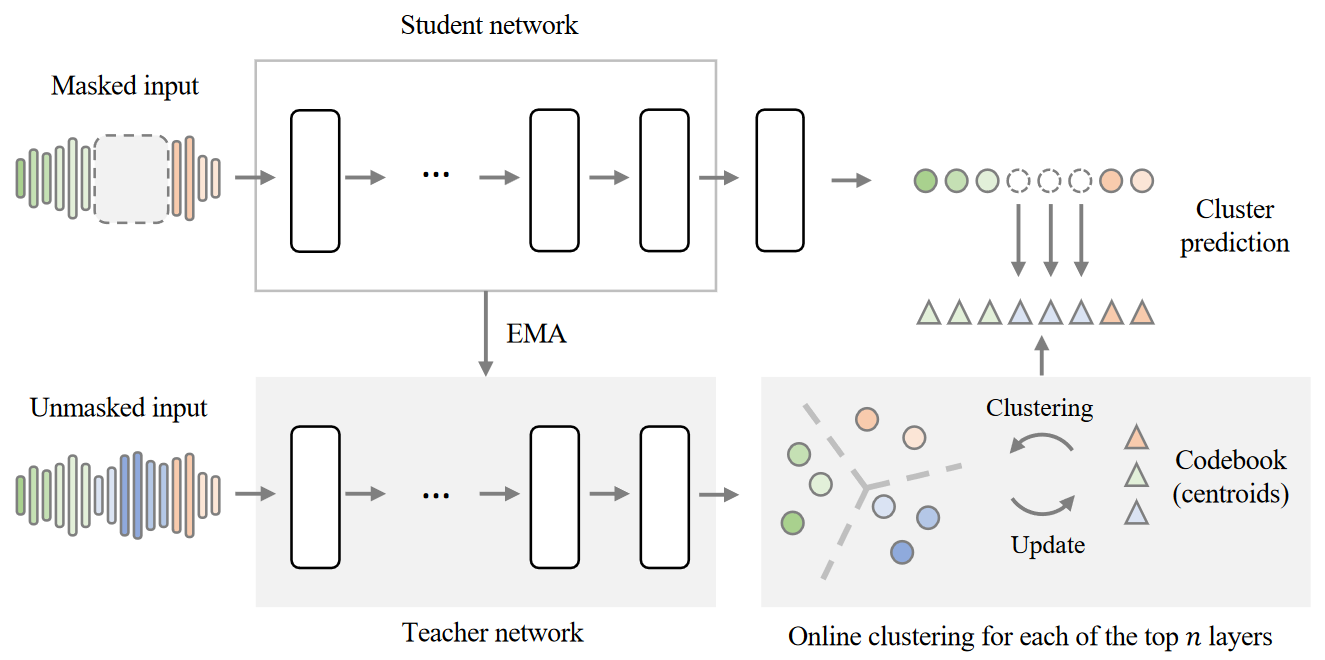 Student network
Masked input
...
Cluster
prediction
EMA
Unmasked input
...
Clustering
Codebook
(centroids)
Update
Teacher network
Online clustering for each of the top n layers